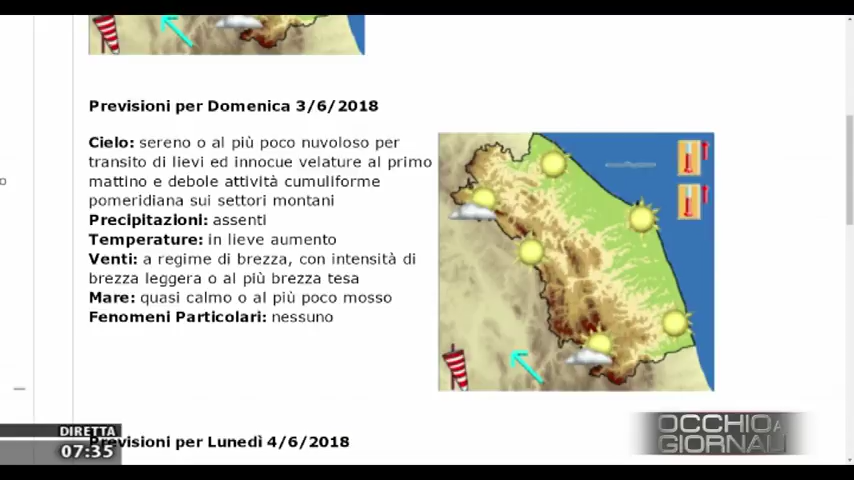 Previsioni per Domenica 3/6/2018
Cielo: sereno o al più poco nuvoloso per
transito di lievi ed innocue velature al primo
mattino e debole attività cumuliforme
pomeridiana sui settori montani
Precipitazioni: assenti
Temperature: in lieve aumento
Venti: a regime di brezza, con intensità di
brezza leggera o al più brezza tesa
Mare: quasi calmo o al più poco mosso
Fenomeni Particolari: nessuno
DIRETTA
07:35
Previsioni per Lunedì 4/6/2018
OCCHIO AI
GIORNALI